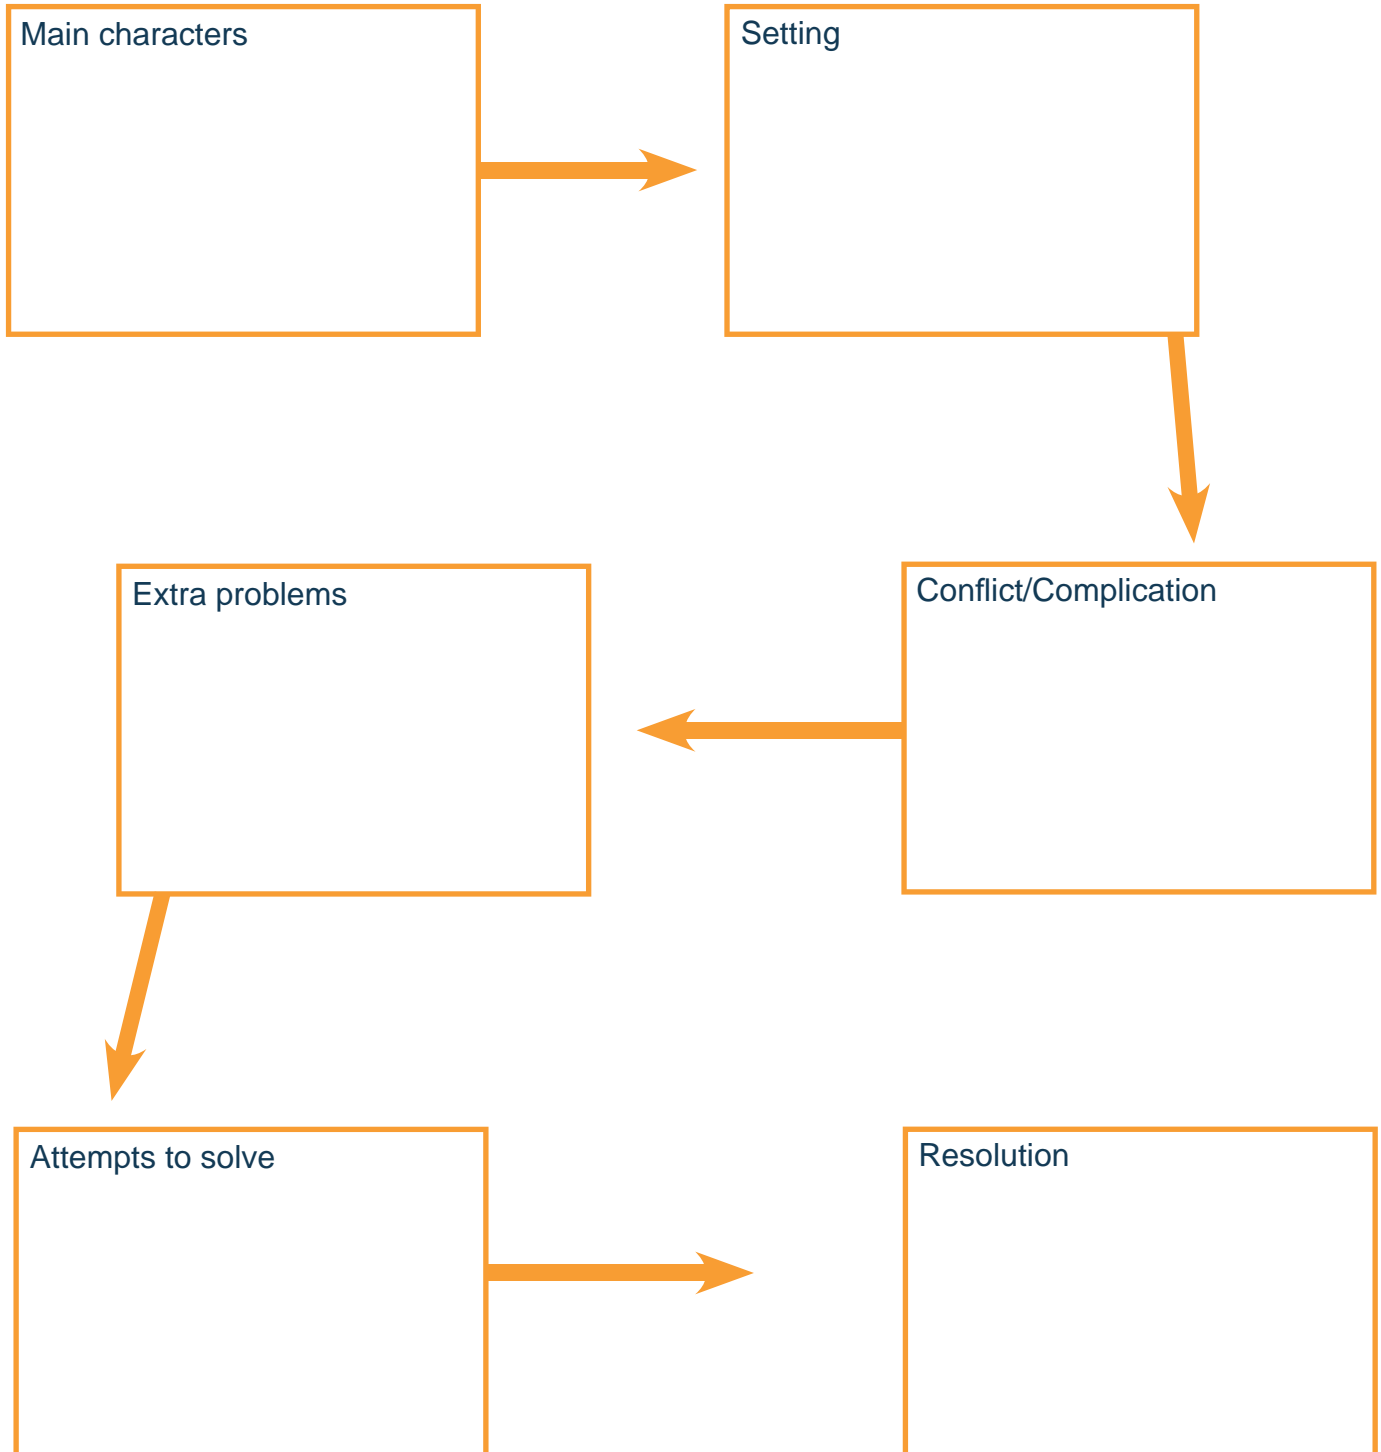 Main characters
Setting
Conflict/Complication
Extra problems
Attempts to solve
Resolution